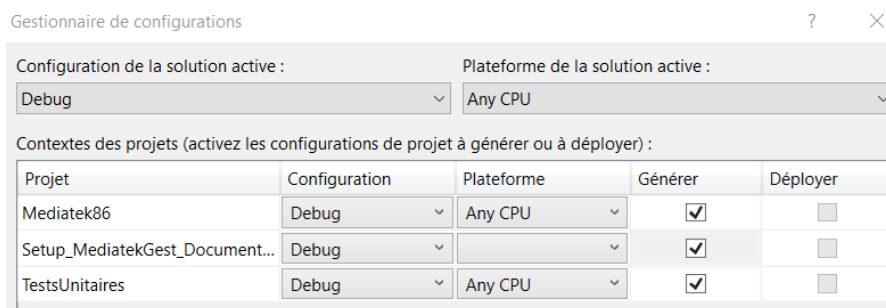 Gestionnaire de configurations ?
Configuration de la solution active : Plateforme de la solution active :
Debug Any CPU
Contextes des projets (activez les configurations de projet à générer ou à déployer) :
Projet Configuration Plateforme Générer Déployer
Mediatek86 Debug Any CPU
Setup_MediatekGest_Document... Debug
TestsUnitaires Debug Any CPU